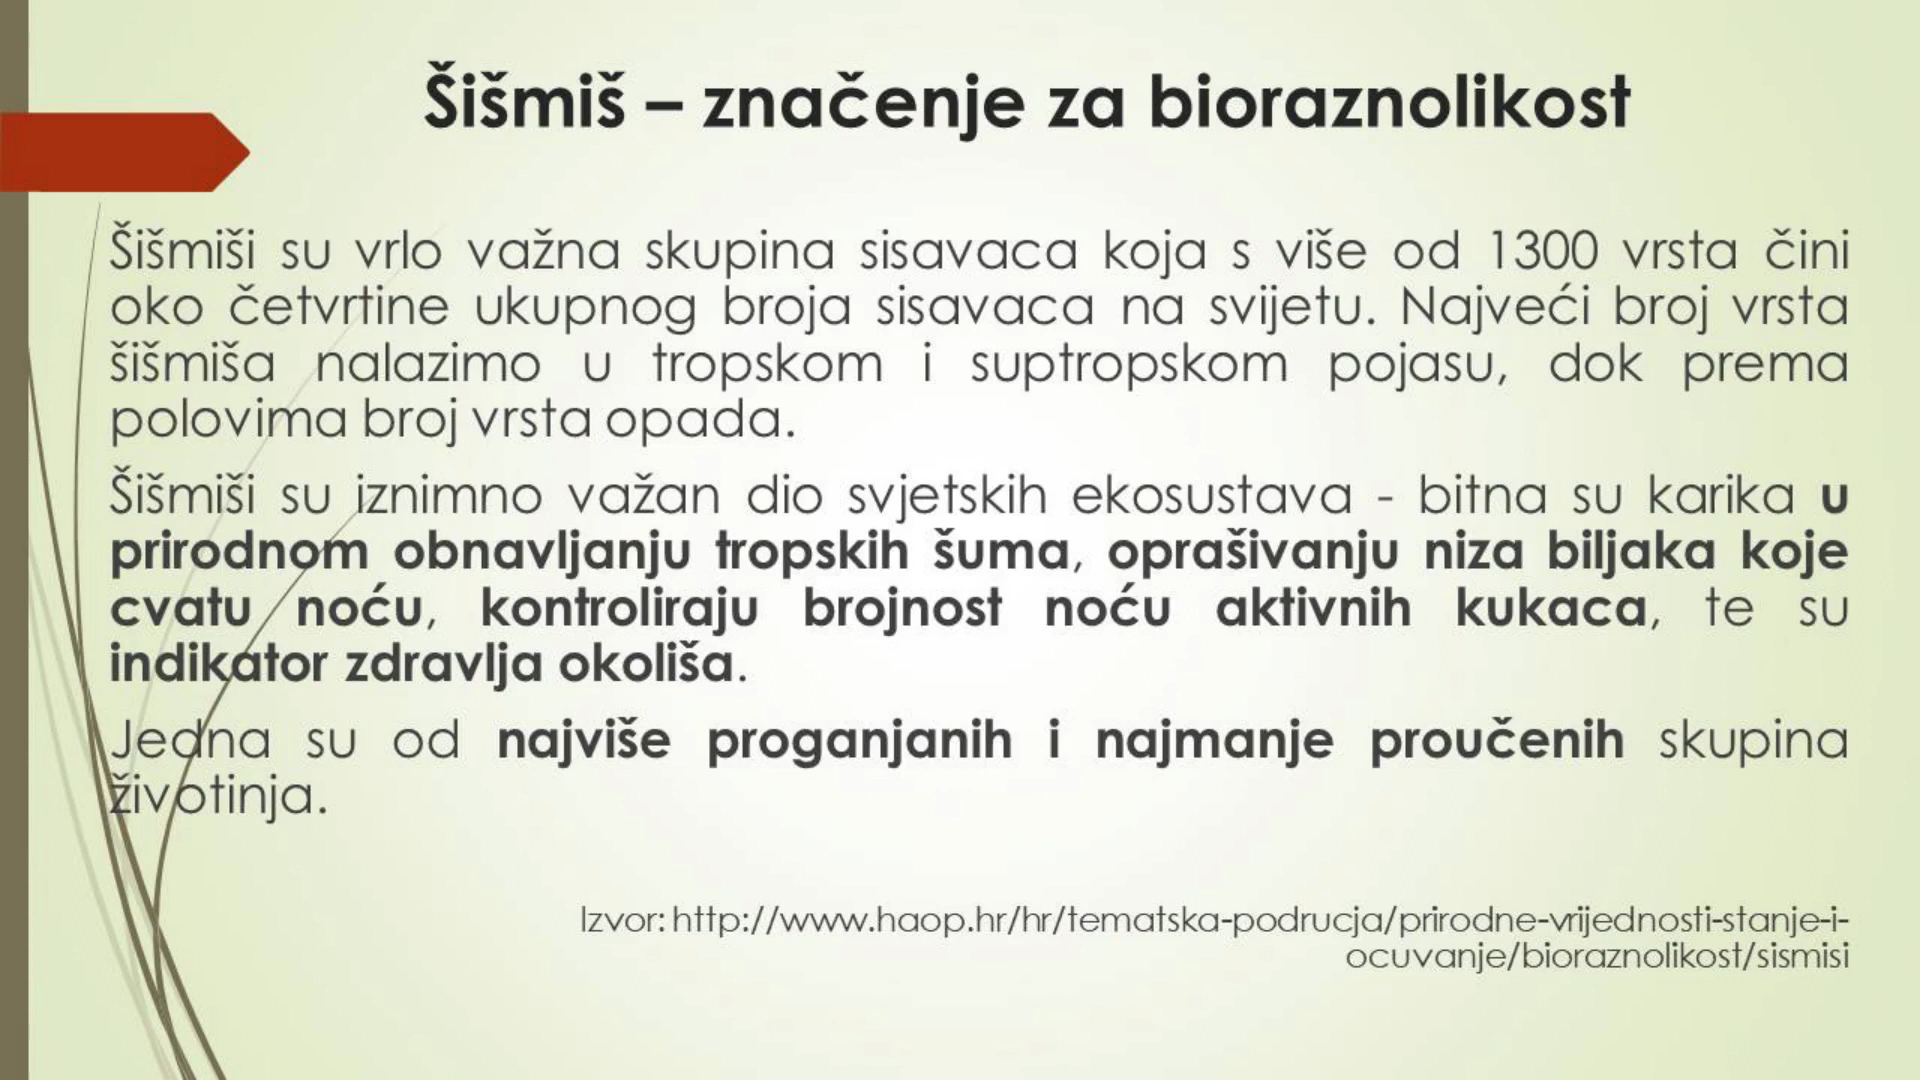 Šišmiš – značenje za bioraznolikost
Šišmiši su vrlo važna skupina sisavaca koja s više od 1300 vrsta čini
oko četvrtine ukupnog broja sisavaca na svijetu. Najveći broj vrsta
šišmiša nalazimo u tropskom i suptropskom pojasu, dok prema
polovima broj vrsta opada.
Šišmiši su iznimno važan dio svjetskih ekosustava - bitna su karika u
prirodnom obnavljanju tropskih šuma, oprašivanju niza biljaka koje
cvatu noću, kontroliraju brojnost noću aktivnih kukaca, te su
indikator zdravlja okoliša.
Jedna su od najviše proganjanih i najmanje proučenih skupina
životinja.
Izvor: http://www.haop.hr/hr/tematska-podrucja/prirodne-vrijednosti-stanje-i-
ocuvanje/bioraznolikost/sismisi